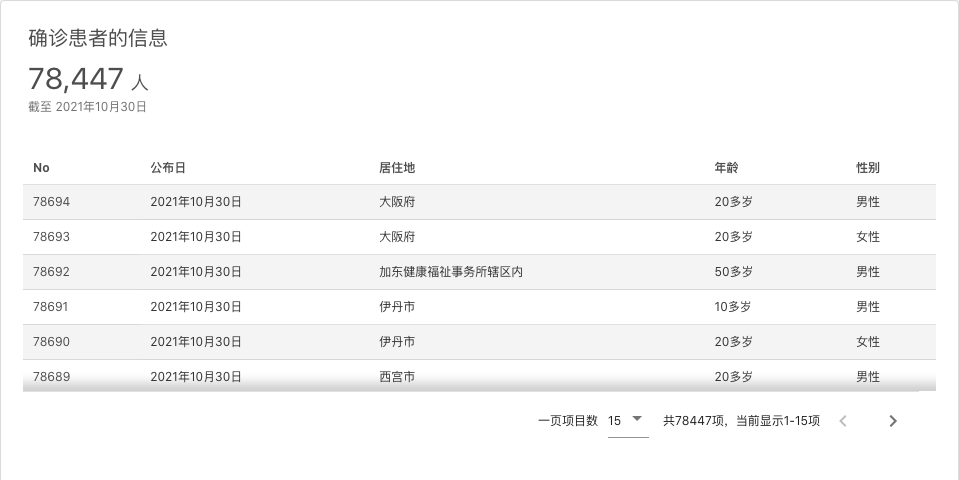 确诊患者的信息
78,447 人
截至 2021年10月30日
No 公布日 居住地 年龄 性别
78694 2021年10月30日 大阪府 20多岁 男性
78693 2021年10月30日 大阪府 20多岁 女性
78692 2021年10月30日 加东健康福祉事务所辖区内 50多岁 男性
78691 2021年10月30日 伊丹市 10多岁 男性
78690 2021年10月30日 伊丹市 20多岁 女性
78689 2021年10月30日 西宫市 20多岁 男性
一页项目数 15 共78447项，当前显示1-15项